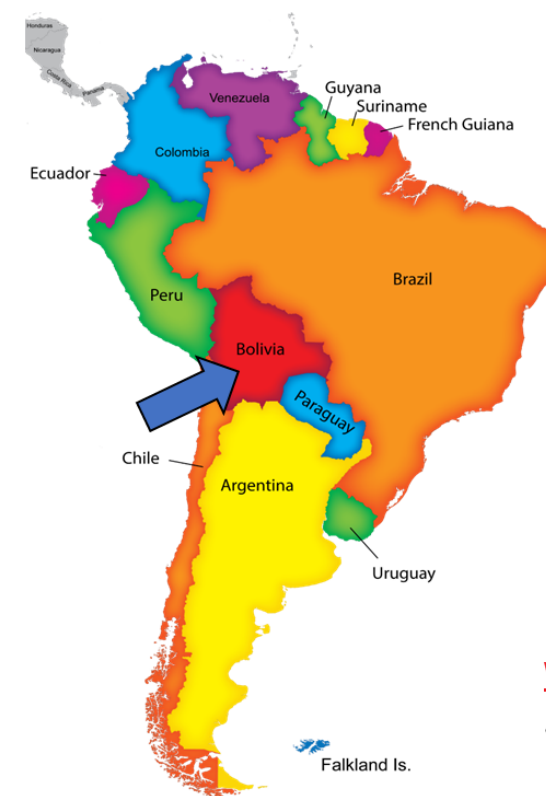 Honduras
Nicaragua
Costa Rica
Panama
Venezuela
Guyana
Suriname
French Guiana
Colombia
Ecuador
Peru
Brazil
Bolivia
Paraguay
Chile
Argentina
Uruguay
Falkland Is.